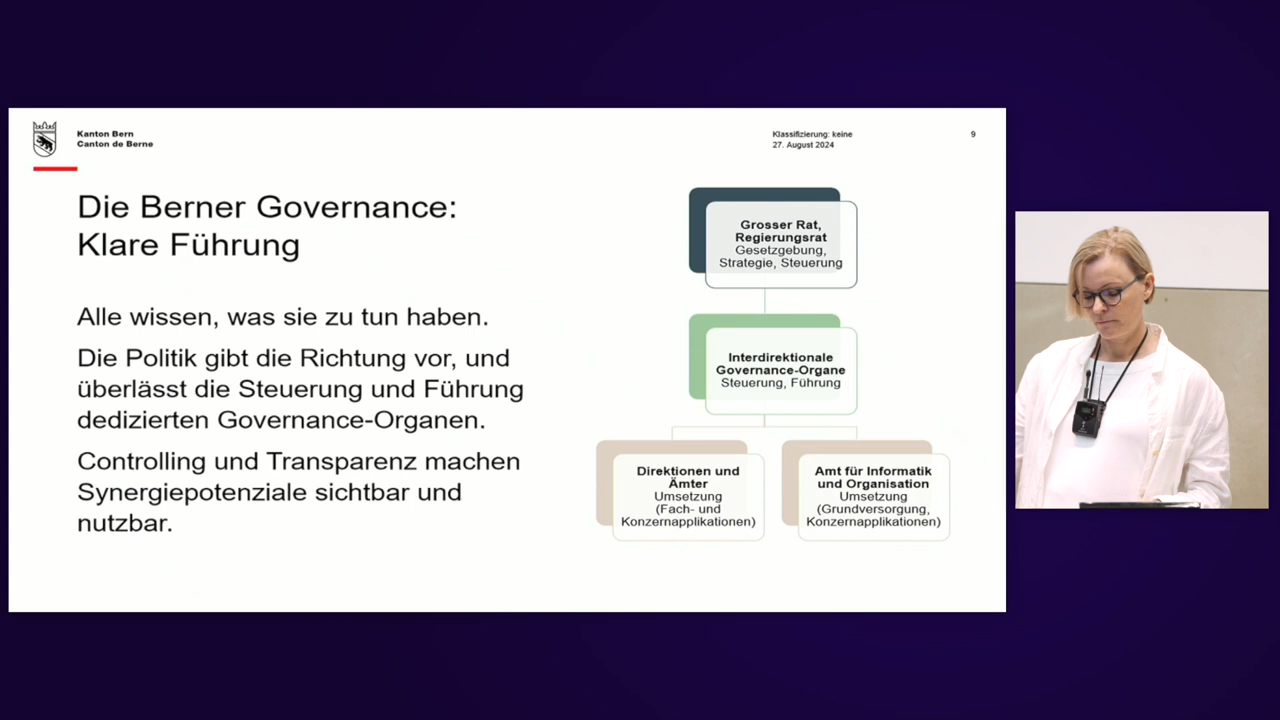 Kanton Bern
Canton de Berne
Klassifizierung: keine
27. August 2024
9
Die Berner Governance:
Klare Führung
Alle wissen, was sie zu tun haben.
Die Politik gibt die Richtung vor, und
überlässt die Steuerung und Führung
dedizierten Governance-Organen.
Controlling und Transparenz machen
Synergiepotenziale sichtbar und
nutzbar.
Grosser Rat,
Regierungsrat
Gesetzgebung,
Strategie, Steuerung
Interdirektionale
Governance-Organe
Steuerung, Führung
Direktionen und
Ämter
Umsetzung
(Fach- und
Konzernapplikationen)
Amt für Informatik
und Organisation
Umsetzung
(Grundversorgung,
Konzernapplikationen)